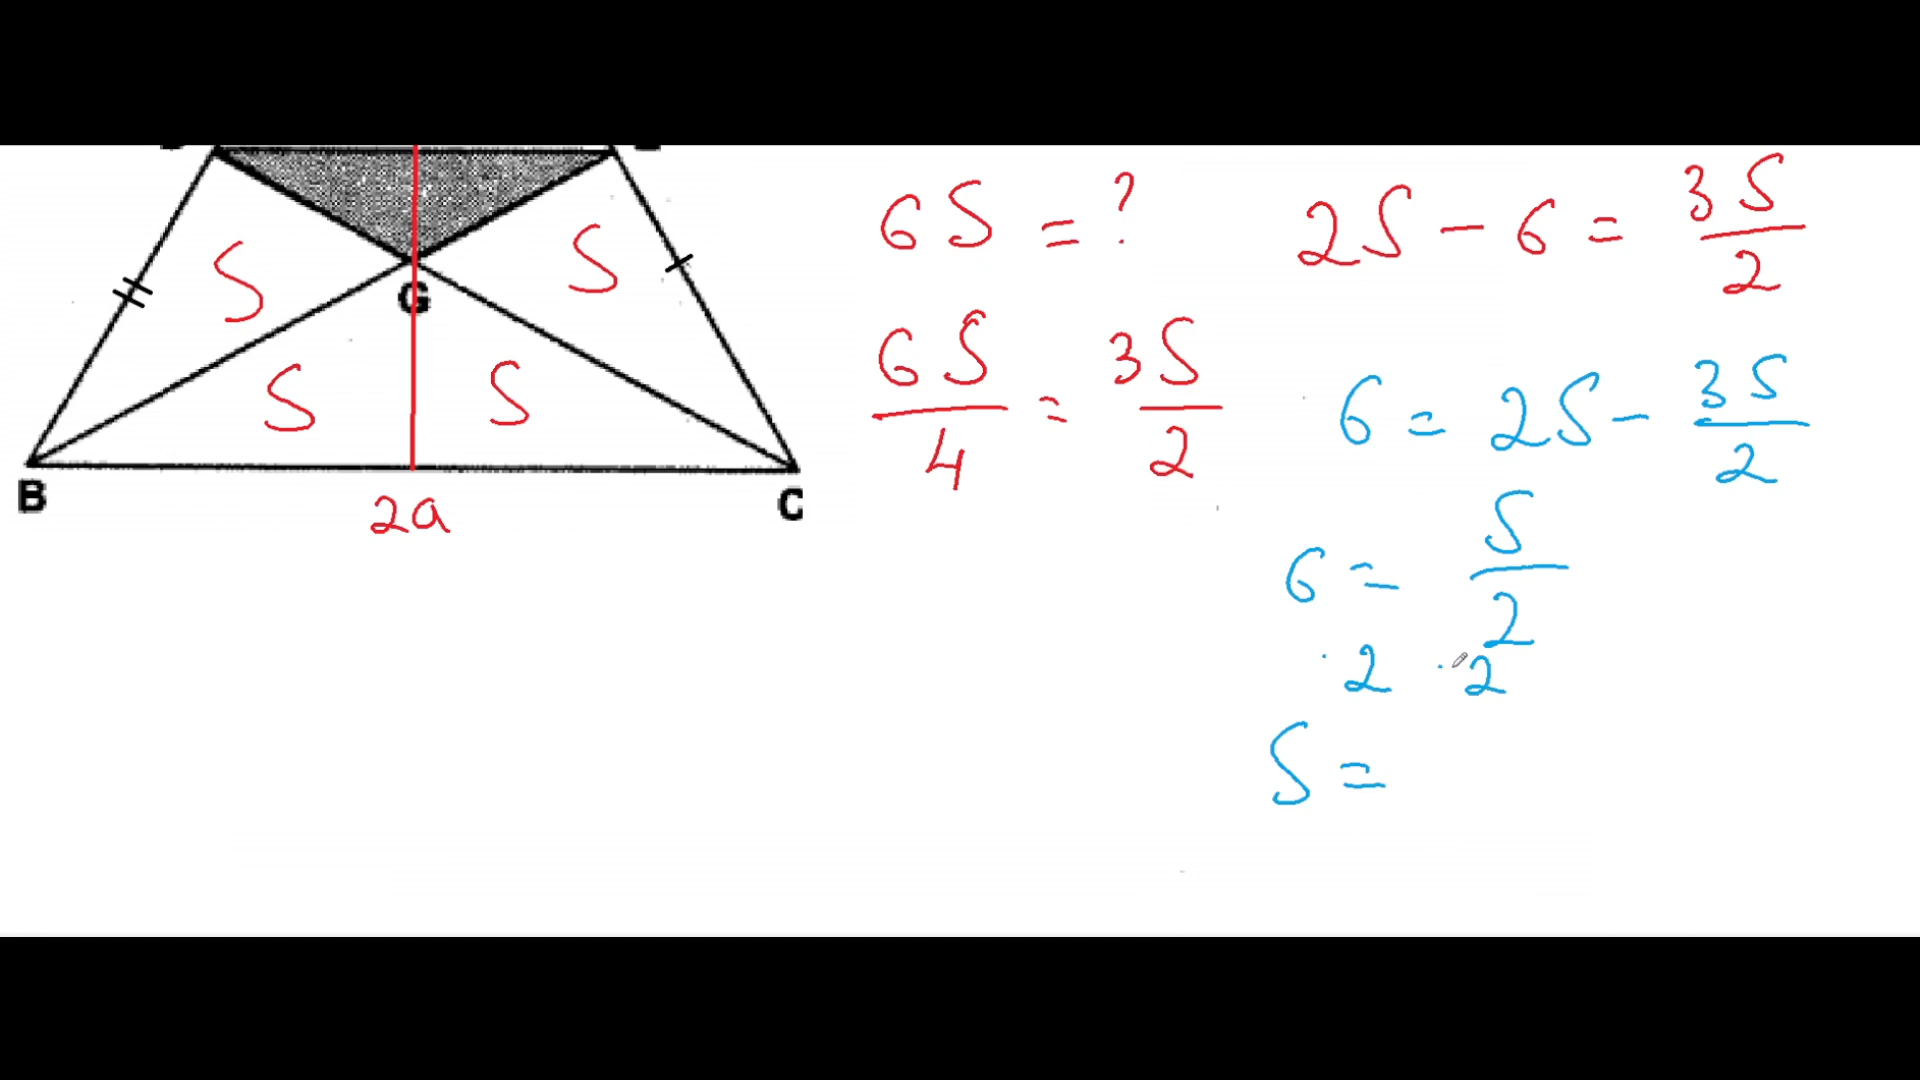 6S = ?
2S - 6 = 3S/2
6S/4 = 3S/2
6 = 2S - 3S/2
6 = S/2
· 2 · 2
S =
S
S
G
S
S
B
C
2a